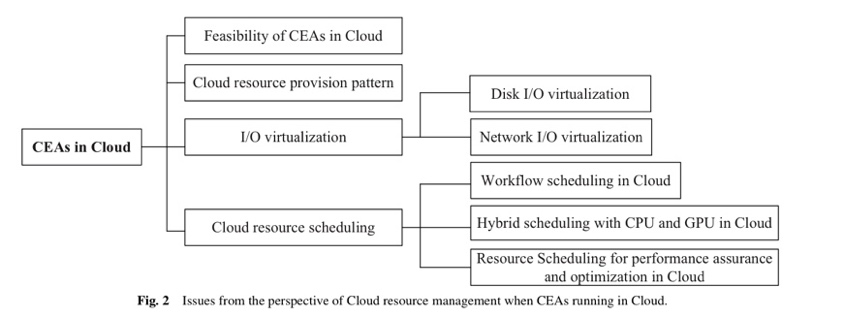 Feasibility of CEAs in Cloud
Cloud resource provision pattern
Disk I/O virtualization
I/O virtualization
Network I/O virtualization
CEAs in Cloud
Workflow scheduling in Cloud
Cloud resource scheduling
Hybrid scheduling with CPU and GPU in Cloud
Resource Scheduling for performance assurance
and optimization in Cloud
Fig. 2 Issues from the perspective of Cloud resource management when CEAs running in Cloud.